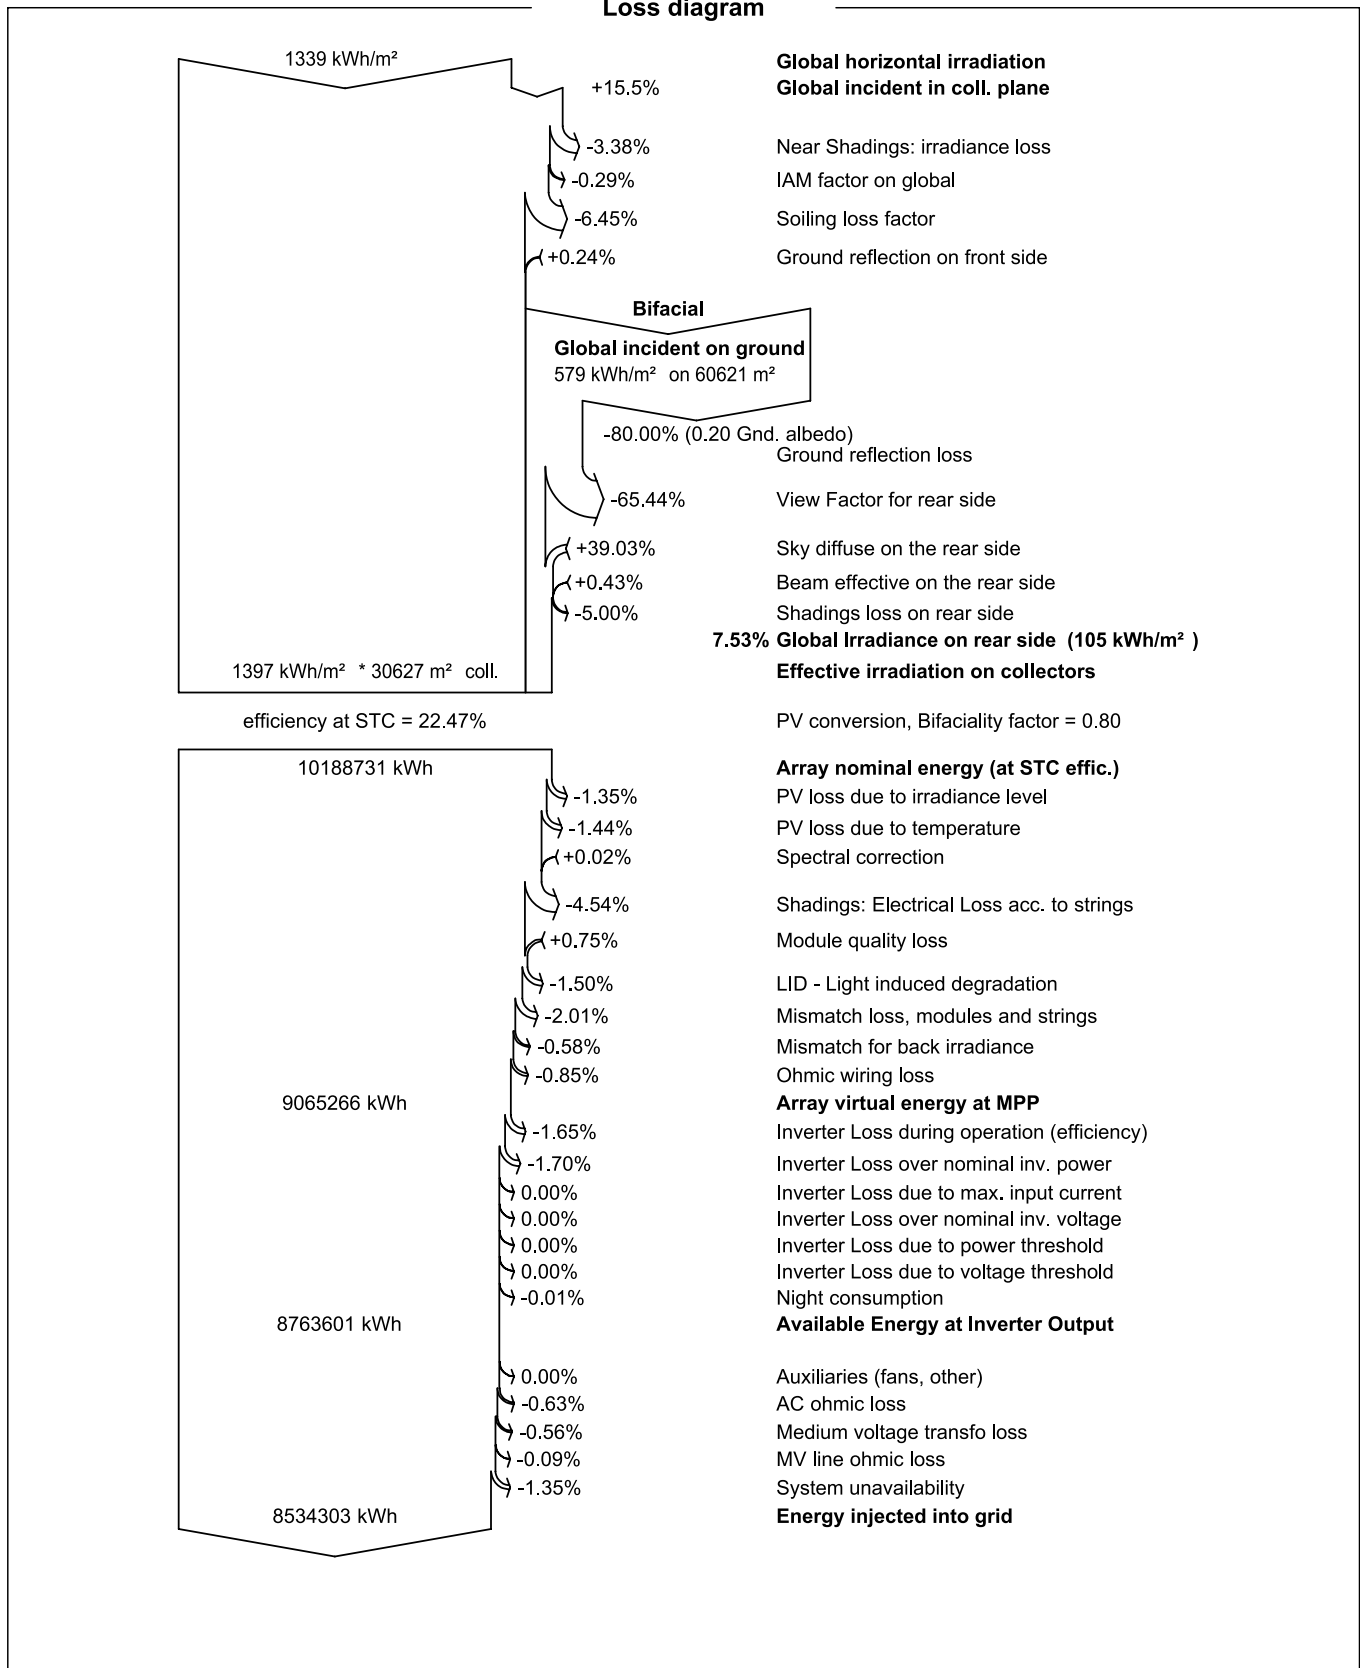 Loss diagram
1339 kWh/m² Global horizontal irradiation
+15.5% Global incident in coll. plane
-3.38% Near Shadings: irradiance loss
-0.29% IAM factor on global
-6.45% Soiling loss factor
+0.24% Ground reflection on front side
Bifacial
Global incident on ground
579 kWh/m² on 60621 m²
-80.00% (0.20 Gnd. albedo)
Ground reflection loss
-65.44% View Factor for rear side
+39.03% Sky diffuse on the rear side
+0.43% Beam effective on the rear side
-5.00% Shadings loss on rear side
7.53% Global Irradiance on rear side (105 kWh/m² )
1397 kWh/m² * 30627 m² coll. Effective irradiation on collectors
efficiency at STC = 22.47% PV conversion, Bifaciality factor = 0.80
10188731 kWh Array nominal energy (at STC effic.)
-1.35% PV loss due to irradiance level
-1.44% PV loss due to temperature
+0.02% Spectral correction
-4.54% Shadings: Electrical Loss acc. to strings
+0.75% Module quality loss
-1.50% LID - Light induced degradation
-2.01% Mismatch loss, modules and strings
-0.58% Mismatch for back irradiance
-0.85% Ohmic wiring loss
9065266 kWh Array virtual energy at MPP
-1.65% Inverter Loss during operation (efficiency)
-1.70% Inverter Loss over nominal inv. power
0.00% Inverter Loss due to max. input current
0.00% Inverter Loss over nominal inv. voltage
0.00% Inverter Loss due to power threshold
0.00% Inverter Loss due to voltage threshold
-0.01% Night consumption
8763601 kWh Available Energy at Inverter Output
0.00% Auxiliaries (fans, other)
-0.63% AC ohmic loss
-0.56% Medium voltage transfo loss
-0.09% MV line ohmic loss
-1.35% System unavailability
8534303 kWh Energy injected into grid